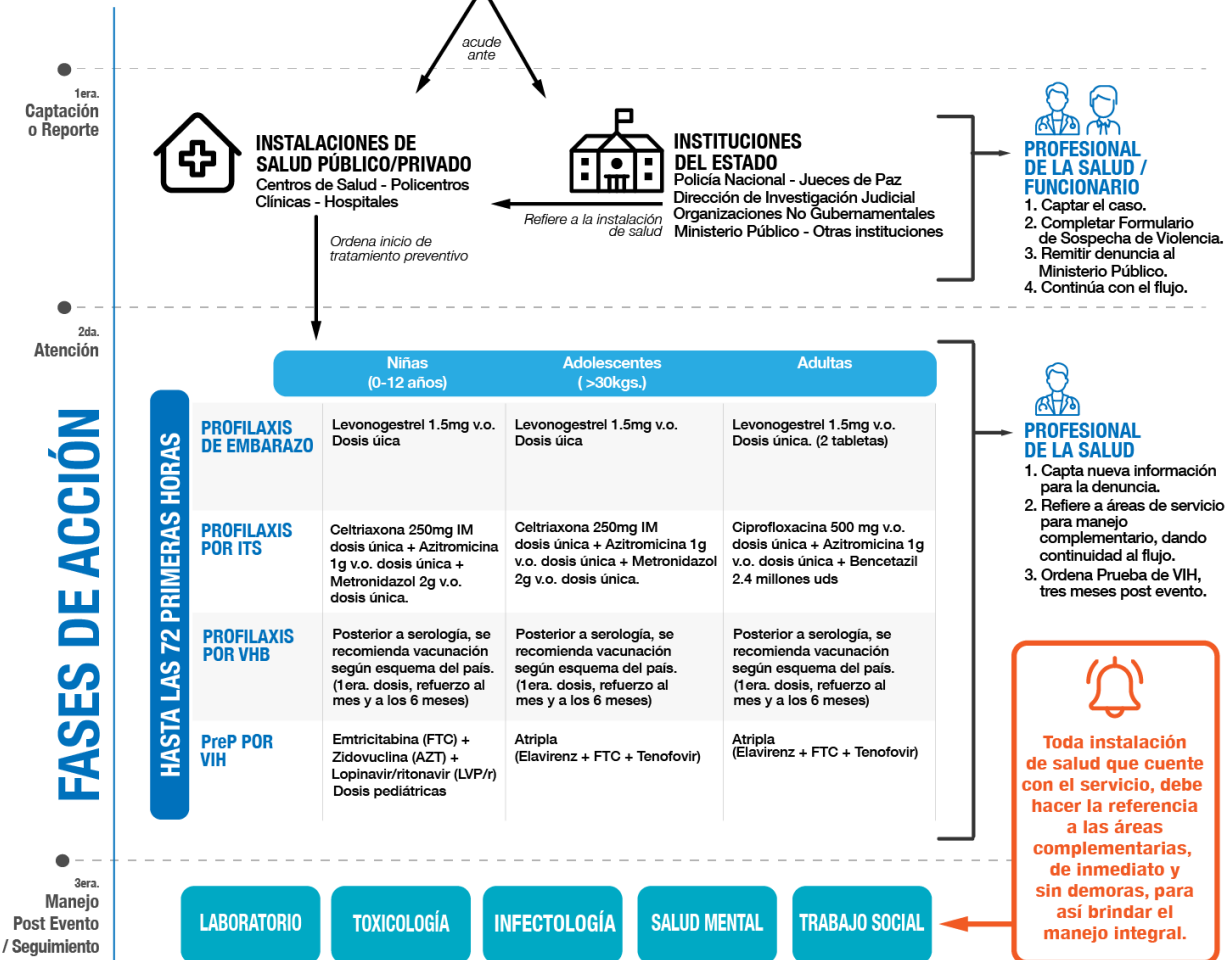 acude
ante
1era.
Captación
o Reporte
INSTALACIONES DE
SALUD PÚBLICO/PRIVADO
Centros de Salud - Policentros
Clínicas - Hospitales
INSTITUCIONES
DEL ESTADO
Policía Nacional - Jueces de Paz
Dirección de Investigación Judicial
Organizaciones No Gubernamentales
Ministerio Público - Otras instituciones
Refiere a la instalación
de salud
Ordena inicio de
tratamiento preventivo
PROFESIONAL
DE LA SALUD /
FUNCIONARIO
1. Captar el caso.
2. Completar Formulario
de Sospecha de Violencia.
3. Remitir denuncia al
Ministerio Público.
4. Continúa con el flujo.
2da.
Atención
FASES DE ACCIÓN
HASTA LAS 72 PRIMERAS HORAS
Niñas
(0-12 años)
Adolescentes
( >30kgs.)
Adultas
PROFILAXIS
DE EMBARAZO
Levonogestrel 1.5mg v.o.
Dosis úica
Levonogestrel 1.5mg v.o.
Dosis úica
Levonogestrel 1.5mg v.o.
Dosis única. (2 tabletas)
PROFILAXIS
POR ITS
Celtriaxona 250mg IM
dosis única + Azitromicina
1g v.o. dosis única +
Metronidazol 2g v.o.
dosis única.
Celtriaxona 250mg IM
dosis única + Azitromicina 1g
v.o. dosis única + Metronidazol
2g v.o. dosis única.
Ciprofloxacina 500 mg v.o.
dosis única + Azitromicina 1g
v.o. dosis única + Bencetazil
2.4 millones uds
PROFILAXIS
POR VHB
Posterior a serología, se
recomienda vacunación
según esquema del país.
(1era. dosis, refuerzo al
mes y a los 6 meses)
Posterior a serología, se
recomienda vacunación
según esquema del país.
(1era. dosis, refuerzo al
mes y a los 6 meses)
Posterior a serología, se
recomienda vacunación
según esquema del país.
(1era. dosis, refuerzo al
mes y a los 6 meses)
PreP POR
VIH
Emtricitabina (FTC) +
Zidovuclina (AZT) +
Lopinavir/ritonavir (LVP/r)
Dosis pediátricas
Atripla
(Elavirenz + FTC + Tenofovir)
Atripla
(Elavirenz + FTC + Tenofovir)
PROFESIONAL
DE LA SALUD
1. Capta nueva información
para la denuncia.
2. Refiere a áreas de servicio
para manejo
complementario, dando
continuidad al flujo.
3. Ordena Prueba de VIH,
tres meses post evento.
Toda instalación
de salud que cuente
con el servicio, debe
hacer la referencia
a las áreas
complementarias,
de inmediato y
sin demoras, para
así brindar el
manejo integral.
3era.
Manejo
Post Evento
/ Seguimiento
LABORATORIO
TOXICOLOGÍA
INFECTOLOGÍA
SALUD MENTAL
TRABAJO SOCIAL